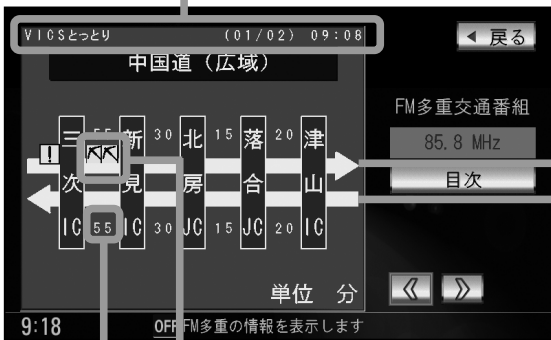 VICSとっとり (01/02) 09:08
戻る
中国道（広域）
FM多重交通番組
85.8 MHz
目次
三次IC 55 新見IC 30 北房JC 15 落合JC 20 津山IC
55 30 15 20
単位 分
9:18
OFF FM多重の情報を表示します